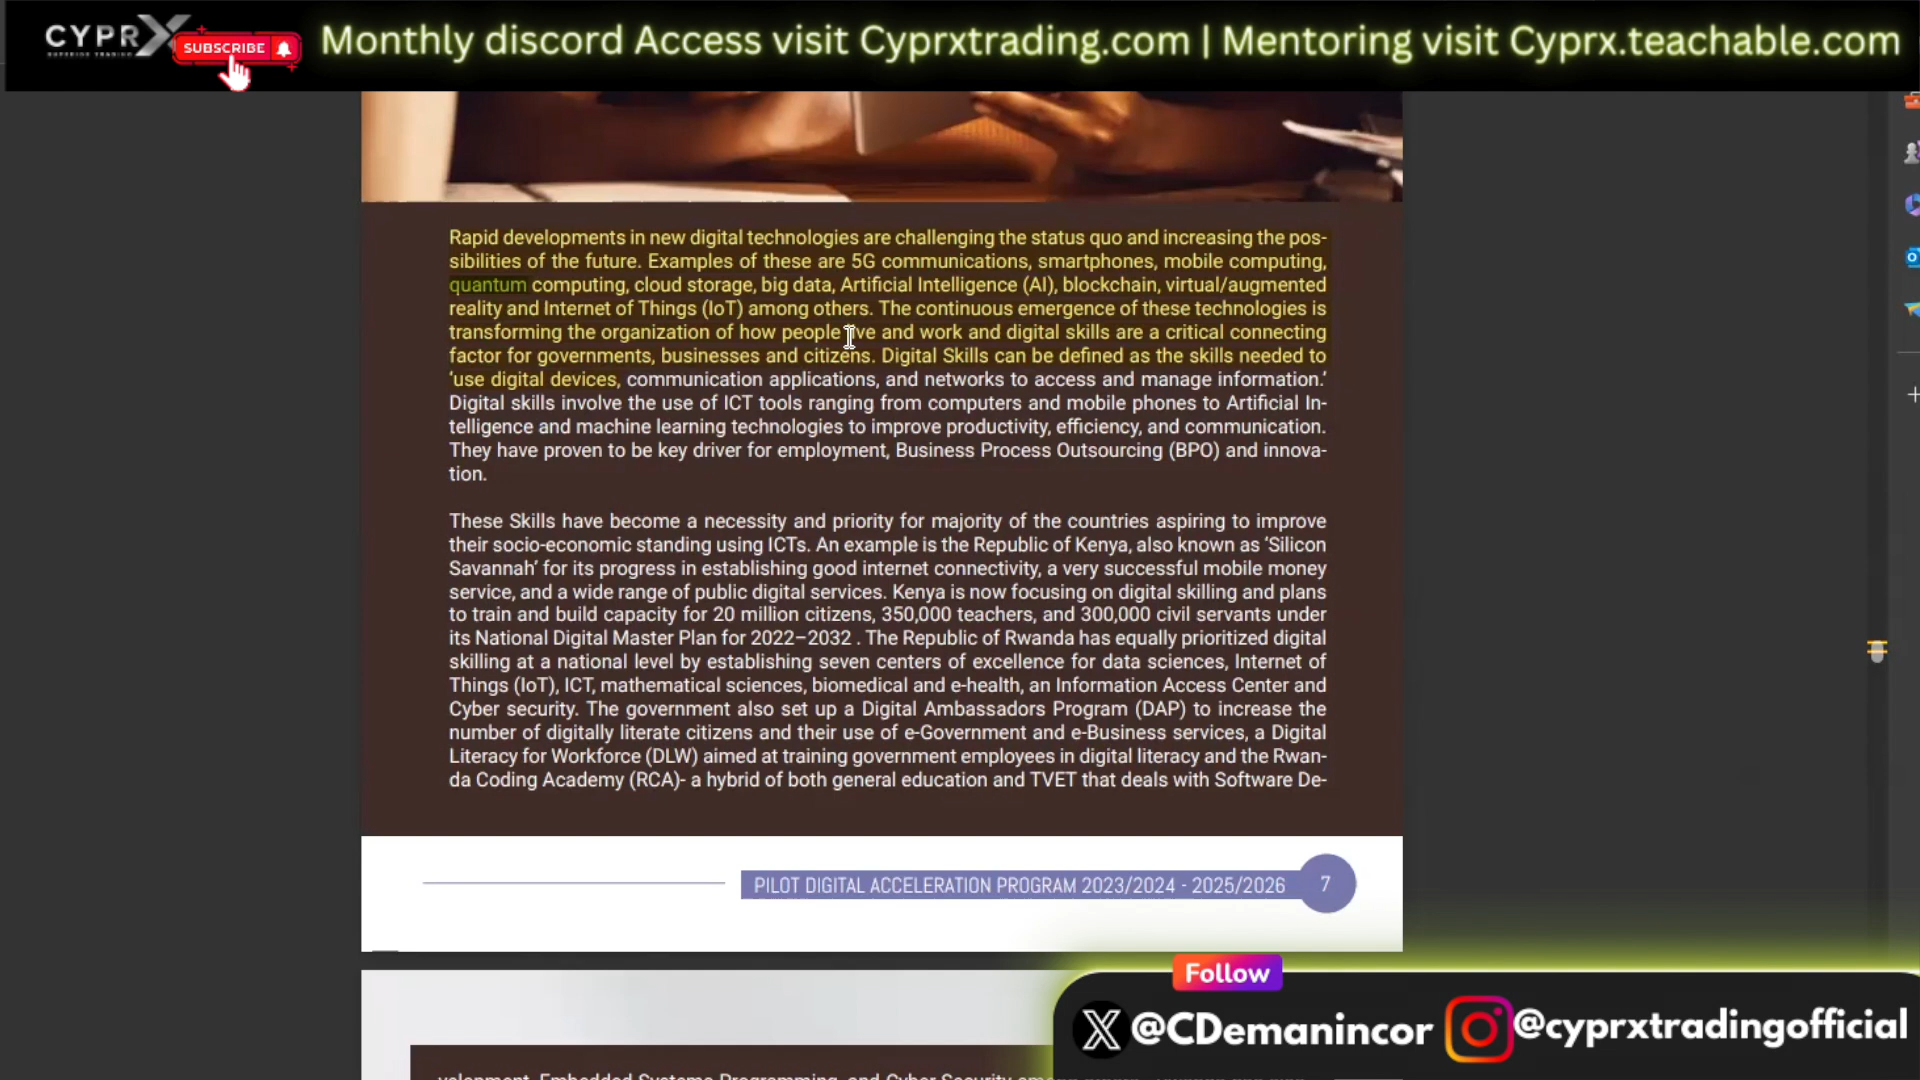 CYPRX
SUBSCRIBE
Monthly discord Access visit Cyprxtrading.com | Mentoring visit Cyprx.teachable.com
Rapid developments in new digital technologies are challenging the status quo and increasing the pos-
sibilities of the future. Examples of these are 5G communications, smartphones, mobile computing,
quantum computing, cloud storage, big data, Artificial Intelligence (AI), blockchain, virtual/augmented
reality and Internet of Things (IoT) among others. The continuous emergence of these technologies is
transforming the organization of how people live and work and digital skills are a critical connecting
factor for governments, businesses and citizens. Digital Skills can be defined as the skills needed to
‘use digital devices, communication applications, and networks to access and manage information.’
Digital skills involve the use of ICT tools ranging from computers and mobile phones to Artificial In-
telligence and machine learning technologies to improve productivity, efficiency, and communication.
They have proven to be key driver for employment, Business Process Outsourcing (BPO) and innova-
tion.
These Skills have become a necessity and priority for majority of the countries aspiring to improve
their socio-economic standing using ICTs. An example is the Republic of Kenya, also known as ‘Silicon
Savannah’ for its progress in establishing good internet connectivity, a very successful mobile money
service, and a wide range of public digital services. Kenya is now focusing on digital skilling and plans
to train and build capacity for 20 million citizens, 350,000 teachers, and 300,000 civil servants under
its National Digital Master Plan for 2022–2032 . The Republic of Rwanda has equally prioritized digital
skilling at a national level by establishing seven centers of excellence for data sciences, Internet of
Things (IoT), ICT, mathematical sciences, biomedical and e-health, an Information Access Center and
Cyber security. The government also set up a Digital Ambassadors Program (DAP) to increase the
number of digitally literate citizens and their use of e-Government and e-Business services, a Digital
Literacy for Workforce (DLW) aimed at training government employees in digital literacy and the Rwan-
da Coding Academy (RCA)- a hybrid of both general education and TVET that deals with Software De-
PILOT DIGITAL ACCELERATION PROGRAM 2023/2024 - 2025/2026 7
Follow
@CDemanincor @cyprxtradingofficial
velopment, Embedded Systems Programming, and Cyber Security